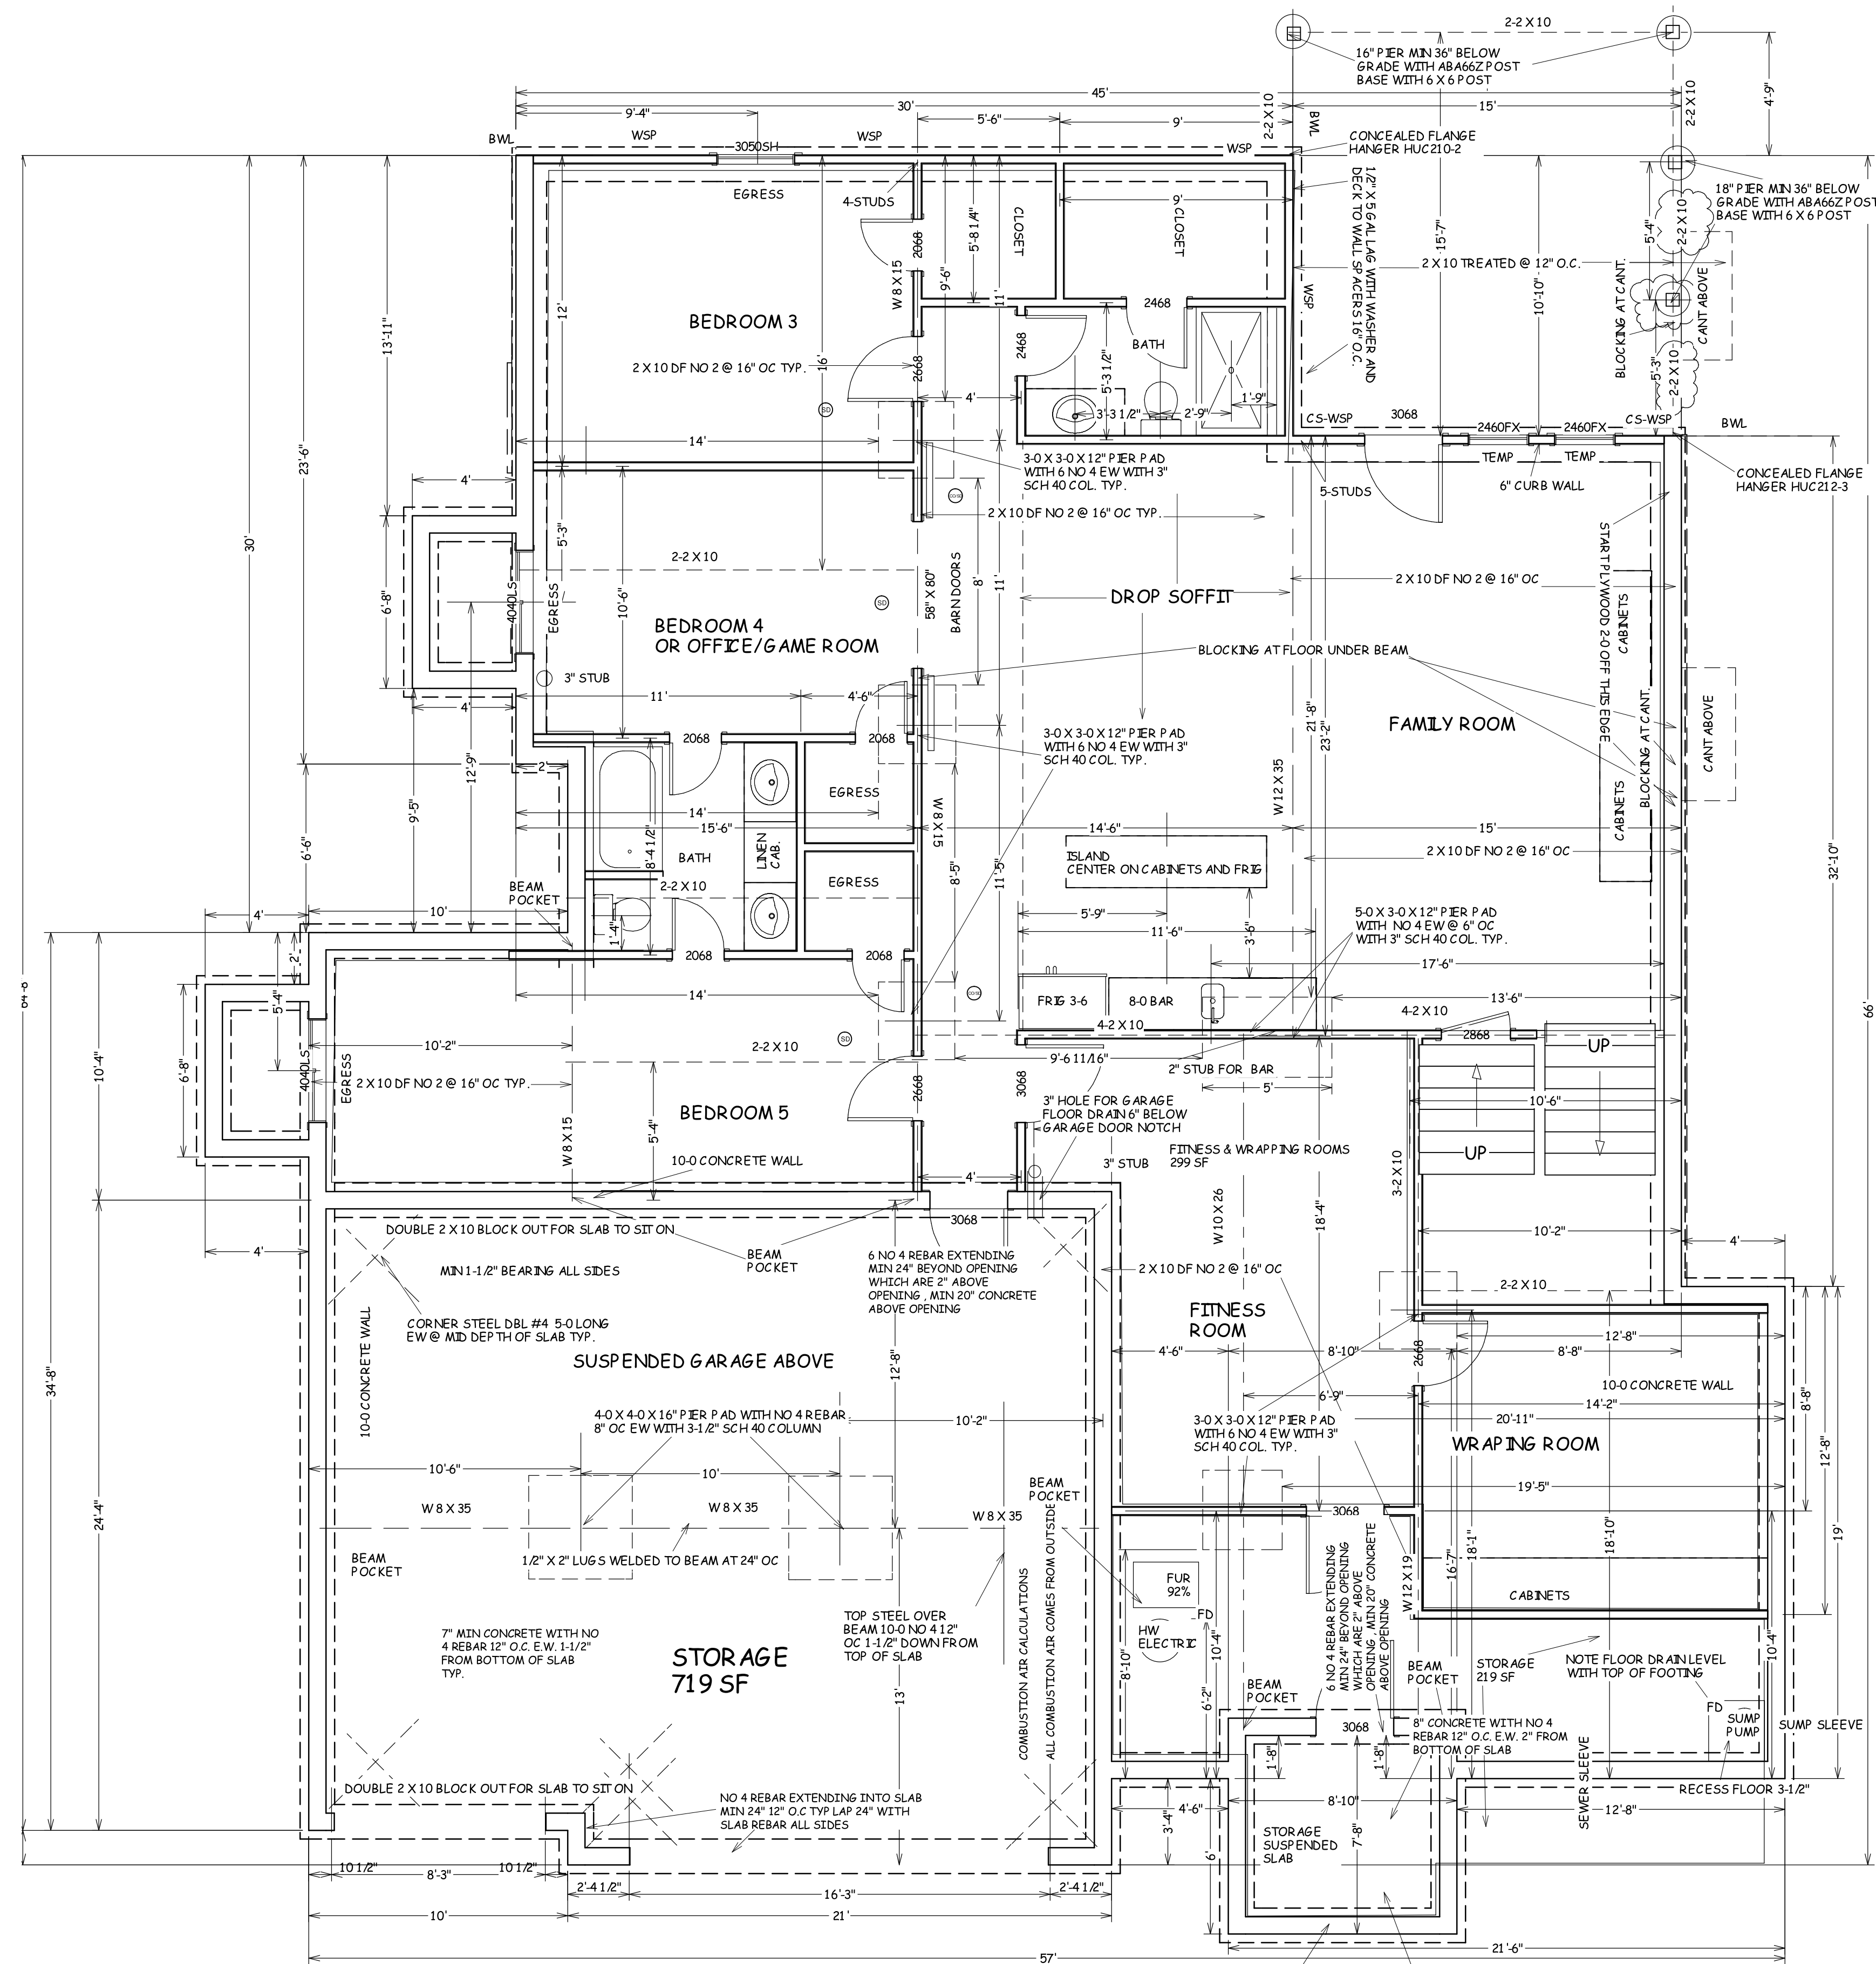 2-2 X 10
16" PIER MIN 36" BELOW
GRADE WITH ABA66Z POST
BASE WITH 6 X 6 POST
4'-9"
2-2 X 10
2-2 X 10
45'
30'
15'
9'-4"
5'-6"
9'
BWL
WSP
WSP
WSP
BWL
3050SH
CONCEALED FLANGE
HANGER HUC210-2
EGRESS
4-STUDS
18" PIER MIN 36" BELOW
GRADE WITH ABA66Z POST
BASE WITH 6 X 6 POST
1/2" X 5 GAL LAG WITH WASHER AND
DECK TO WALL SPACERS 16" O.C.
WSP
CLOSET
CLOSET
9'
5'-8 1/4"
2068
W 8 X 15
9'-6"
11'
15'-7"
10'-10"
5'-4"
2-2 X 10
2 X 10 TREATED @ 12" O.C.
BLOCKING AT CANT.
CANT ABOVE
5'-3"
2-2 X 10
13'-11"
23'-6"
30'
12'
16'
BEDROOM 3
2 X 10 DF NO 2 @ 16" OC TYP.
2668
SD
14'
4'
2468
2468
BATH
5'-3 1/2"
3'-3 1/2"
2'-9"
1'-9"
CS-WSP
3068
2460FX
2460FX
CS-WSP
BWL
TEMP
TEMP
6" CURB WALL
5-STUDS
CONCEALED FLANGE
HANGER HUC212-3
3-0 X 3-0 X 12" PIER PAD
WITH 6 NO 4 EW WITH 3"
SCH 40 COL. TYP.
2 X 10 DF NO 2 @ 16" OC TYP.
4'
6'-8"
4'
5'-3"
10'-6"
2-2 X 10
4040LS
EGRESS
SD
BEDROOM 4
OR OFFICE/GAME ROOM
58" X 80"
BARN DOORS
8'
11'
DROP SOFFIT
2 X 10 DF NO 2 @ 16" OC
START PLYWOOD 2-0 OFF THIS EDGE
CABINETS
BLOCKING AT FLOOR UNDER BEAM
3" STUB
11'
4'-6"
21'-8"
23'-2"
FAMILY ROOM
BLOCKING AT CANT.
CANT ABOVE
CABINETS
32'-10"
66'
2068
2068
3-0 X 3-0 X 12" PIER PAD
WITH 6 NO 4 EW WITH 3"
SCH 40 COL. TYP.
W 12 X 35
2'
12'-9"
9'-5"
6'-6"
EGRESS
14'
15'-6"
14'-6"
15'
W 8 X 15
8'-4 1/2"
BATH
LINEN
CAB.
2-2 X 10
EGRESS
8'-5"
11'-5"
ISLAND
CENTER ON CABINETS AND FRIG
2 X 10 DF NO 2 @ 16" OC
BEAM
POCKET
4'
10'
1'-4"
5'-9"
11'-6"
3'-6"
5-0 X 3-0 X 12" PIER PAD
WITH NO 4 EW @ 6" OC
WITH 3" SCH 40 COL. TYP.
2068
2068
17'-6"
2'
5'-4"
14'
FRIG 3-6
8-0 BAR
13'-6"
4-2 X 10
4-2 X 10
2868
10'-2"
2-2 X 10
SD
9'-6 11/16"
2" STUB FOR BAR
5'
UP
10'-4"
6'-8"
4040LS
EGRESS
2 X 10 DF NO 2 @ 16" OC TYP.
W 8 X 15
5'-4"
BEDROOM 5
2668
3068
3" HOLE FOR GARAGE
FLOOR DRAIN 6" BELOW
GARAGE DOOR NOTCH
10'-6"
UP
10-0 CONCRETE WALL
4'
3" STUB
FITNESS & WRAPPING ROOMS
299 SF
3-2 X 10
W 10 X 26
18'-4"
10'-2"
4'
4'
3068
DOUBLE 2 X 10 BLOCK OUT FOR SLAB TO SIT ON
MIN 1-1/2" BEARING ALL SIDES
BEAM
POCKET
6 NO 4 REBAR EXTENDING
MIN 24" BEYOND OPENING
WHICH ARE 2" ABOVE
OPENING , MIN 20" CONCRETE
ABOVE OPENING
2 X 10 DF NO 2 @ 16" OC
2-2 X 10
CORNER STEEL DBL #4 5-0 LONG
EW @ MID DEPTH OF SLAB TYP.
10-0 CONCRETE WALL
SUSPENDED GARAGE ABOVE
12'-8"
FITNESS
ROOM
4'-6"
8'-10"
12'-8"
8'-8"
2668
10-0 CONCRETE WALL
6'-9"
14'-2"
20'-11"
8'-8"
12'-8"
19'
34'-8"
24'-4"
4-0 X 4-0 X 16" PIER PAD WITH NO 4 REBAR
8" OC EW WITH 3-1/2" SCH 40 COLUMN
10'-2"
3-0 X 3-0 X 12" PIER PAD
WITH 6 NO 4 EW WITH 3"
SCH 40 COL. TYP.
WRAPING ROOM
10'-6"
10'
19'-5"
W 8 X 35
W 8 X 35
W 8 X 35
BEAM
POCKET
3068
BEAM
POCKET
1/2" X 2" LUGS WELDED TO BEAM AT 24" OC
COMBUSTION AIR CALCULATIONS
ALL COMBUSTION AIR COMES FROM OUTSIDE
FUR
92%
FD
HW
ELECTRIC
8'-10"
10'-4"
6'-2"
6 NO 4 REBAR EXTENDING
MIN 24" BEYOND OPENING
WHICH ARE 2" ABOVE
OPENING , MIN 20" CONCRETE
ABOVE OPENING
W 12 X 19
16'-7"
18'-1"
18'-10"
CABINETS
10'-4"
7" MIN CONCRETE WITH NO
4 REBAR 12" O.C. E.W. 1-1/2"
FROM BOTTOM OF SLAB
TYP.
STORAGE
719 SF
TOP STEEL OVER
BEAM 10-0 NO 4 12"
OC 1-1/2" DOWN FROM
TOP OF SLAB
13'
BEAM
POCKET
BEAM
POCKET
STORAGE
219 SF
NOTE FLOOR DRAIN LEVEL
WITH TOP OF FOOTING
FD
SUMP
PUMP
SUMP SLEEVE
3068
8" CONCRETE WITH NO 4
REBAR 12" O.C. E.W. 2" FROM
BOTTOM OF SLAB
1'-8"
1'-8"
SEWER SLEEVE
RECESS FLOOR 3-1/2"
DOUBLE 2 X 10 BLOCK OUT FOR SLAB TO SIT ON
NO 4 REBAR EXTENDING INTO SLAB
MIN 24" 12" O.C TYP LAP 24" WITH
SLAB REBAR ALL SIDES
4'-6"
8'-10"
12'-8"
3'-4"
6'
7'-8"
STORAGE
SUSPENDED
SLAB
10 1/2"
8'-3"
10 1/2"
2'-4 1/2"
16'-3"
2'-4 1/2"
10'
21'
21'-6"
57'